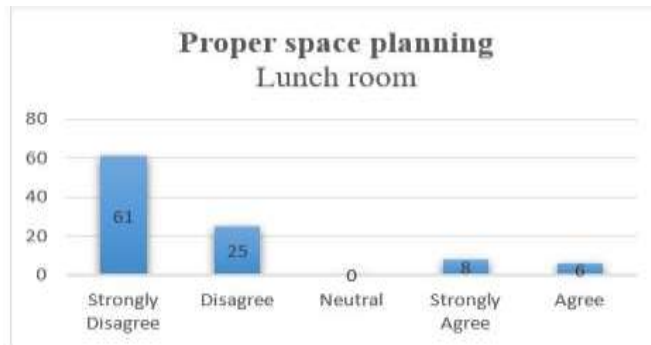 Proper space planning
Lunch room
80
60
40
20
0
61
25
0
8
6
Strongly
Disagree
Disagree
Neutral
Strongly
Agree
Agree